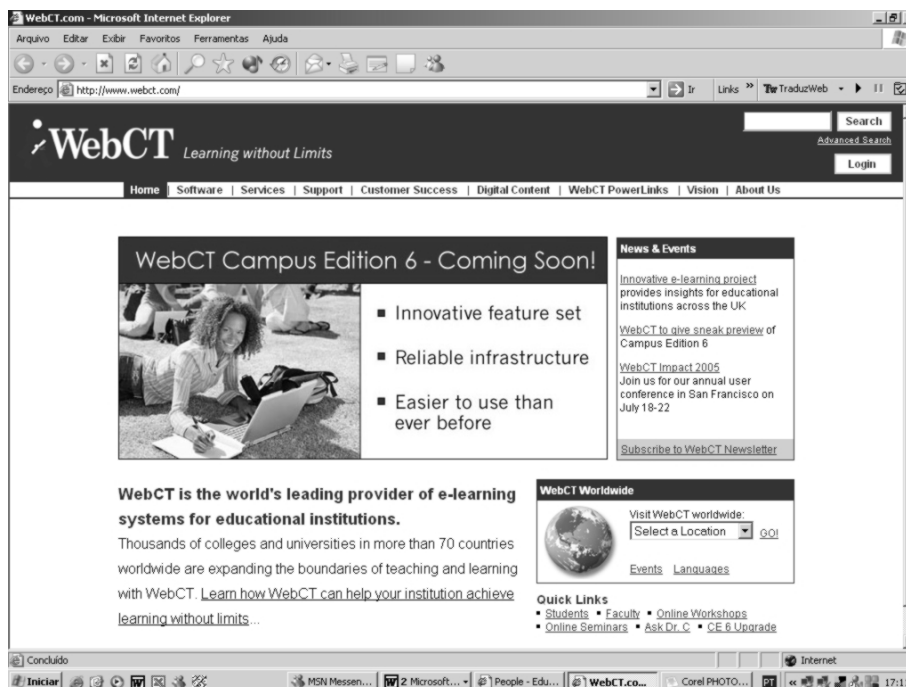 WebCT.com - Microsoft Internet Explorer
Arquivo Editar Exibir Favoritos Ferramentas Ajuda
Endereço http://www.webct.com/ Ir Links » Tw TraduzWeb
WebCT Learning without Limits
Search
Advanced Search
Login
Home | Software | Services | Support | Customer Success | Digital Content | WebCT PowerLinks | Vision | About Us
WebCT Campus Edition 6 - Coming Soon!
▪ Innovative feature set
▪ Reliable infrastructure
▪ Easier to use than
ever before
News & Events
Innovative e-learning project
provides insights for educational
institutions across the UK
WebCT to give sneak preview of
Campus Edition 6
WebCT Impact 2005
Join us for our annual user
conference in San Francisco on
July 18-22
Subscribe to WebCT Newsletter
WebCT is the world's leading provider of e-learning
systems for educational institutions.
Thousands of colleges and universities in more than 70 countries
worldwide are expanding the boundaries of teaching and learning
with WebCT. Learn how WebCT can help your institution achieve
learning without limits...
WebCT Worldwide
Visit WebCT worldwide:
Select a Location GO!
Events Languages
Quick Links
▪ Students ▪ Faculty ▪ Online Workshops
▪ Online Seminars ▪ Ask Dr. C ▪ CE 6 Upgrade
Concluído Internet
Iniciar MSN Messen... 2 Microsoft... People - Edu... WebCT.co... Corel PHOTO... PT «